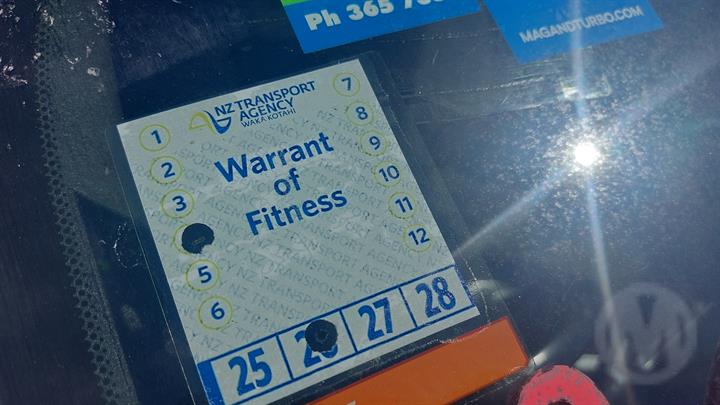 Ph 365 7
MAGANDTURBO.COM
NZ TRANSPORT
AGENCY
WAKA KOTAHI
Warrant
of
Fitness
1
2
3
5
6
7
8
9
10
11
12
25 27 28
M